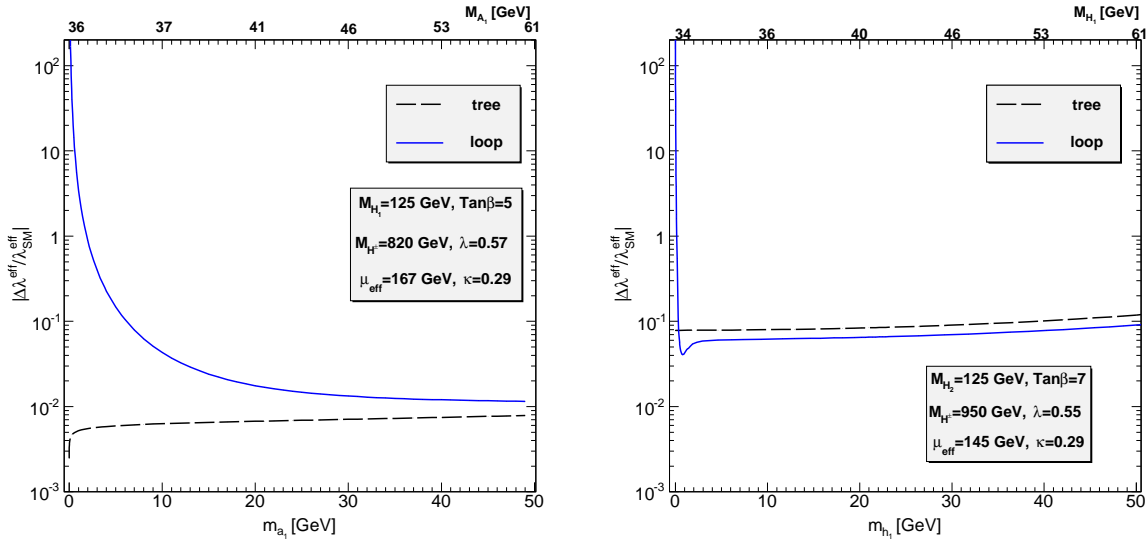 M_{A_1} [GeV]
36 37 41 46 53 61
10^2
10
1
10^{-1}
10^{-2}
10^{-3}
|Δλ^{eff}/λ^{eff}_{SM}|
tree
loop
M_{H_1}=125 GeV, Tanβ=5
M_{H^±}=820 GeV, λ=0.57
μ_{eff}=167 GeV, κ=0.29
0 10 20 30 40 50
m_{a_1} [GeV]
M_{H_1} [GeV]
34 36 40 46 53 61
10^2
10
1
10^{-1}
10^{-2}
10^{-3}
|Δλ^{eff}/λ^{eff}_{SM}|
tree
loop
M_{H_2}=125 GeV, Tanβ=7
M_{H^±}=950 GeV, λ=0.55
μ_{eff}=145 GeV, κ=0.29
0 10 20 30 40 50
m_{h_1} [GeV]